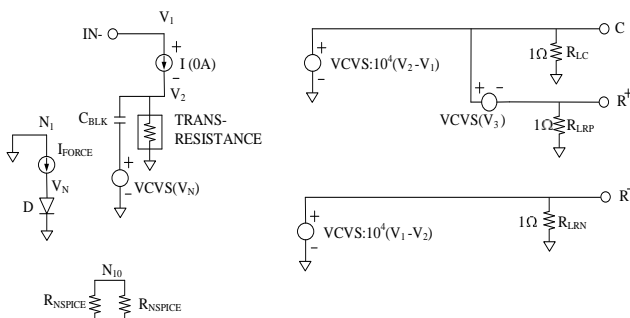 V1
IN-
+
I (0A)
-
V2
CBLK
TRANS-
RESISTANCE
+
VCVS(VN)
-
N1
IFORCE
VN
D
N10
RNSPICE
RNSPICE
C
+
VCVS:10^4(V2-V1)
-
1Ω
RLC
+
-
VCVS(V3)
R+
1Ω
RLRP
R-
+
VCVS:10^4(V1-V2)
-
1Ω
RLRN